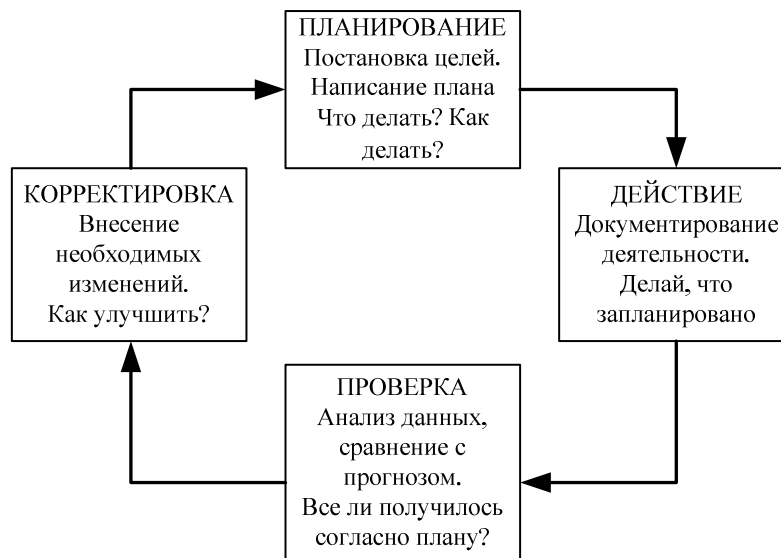 ПЛАНИРОВАНИЕ
Постановка целей.
Написание плана
Что делать? Как
делать?
ДЕЙСТВИЕ
Документирование
деятельности.
Делай, что
запланировано
ПРОВЕРКА
Анализ данных,
сравнение с
прогнозом.
Все ли получилось
согласно плану?
КОРРЕКТИРОВКА
Внесение
необходимых
изменений.
Как улучшить?